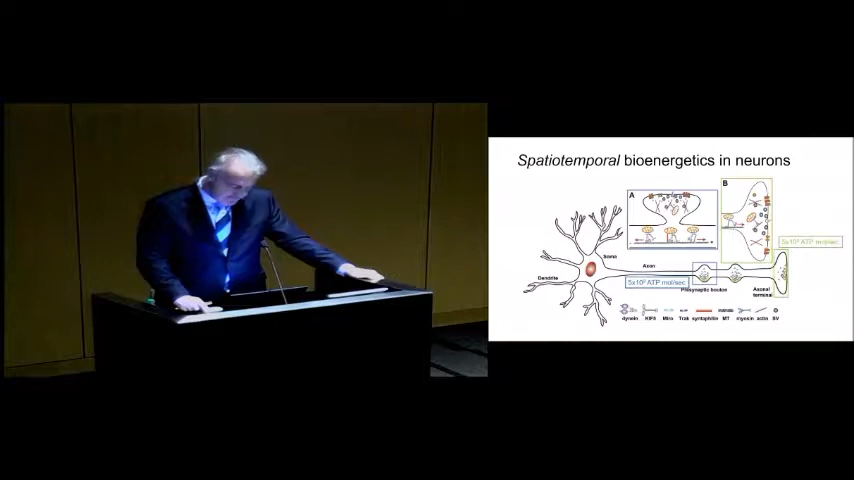 Spatiotemporal bioenergetics in neurons
A
B
Soma
Axon
Dendrite
Presynaptic bouton
Axonal
terminal
dynein KIF5 Miro Trak syntaphilin MT myosin actin SV